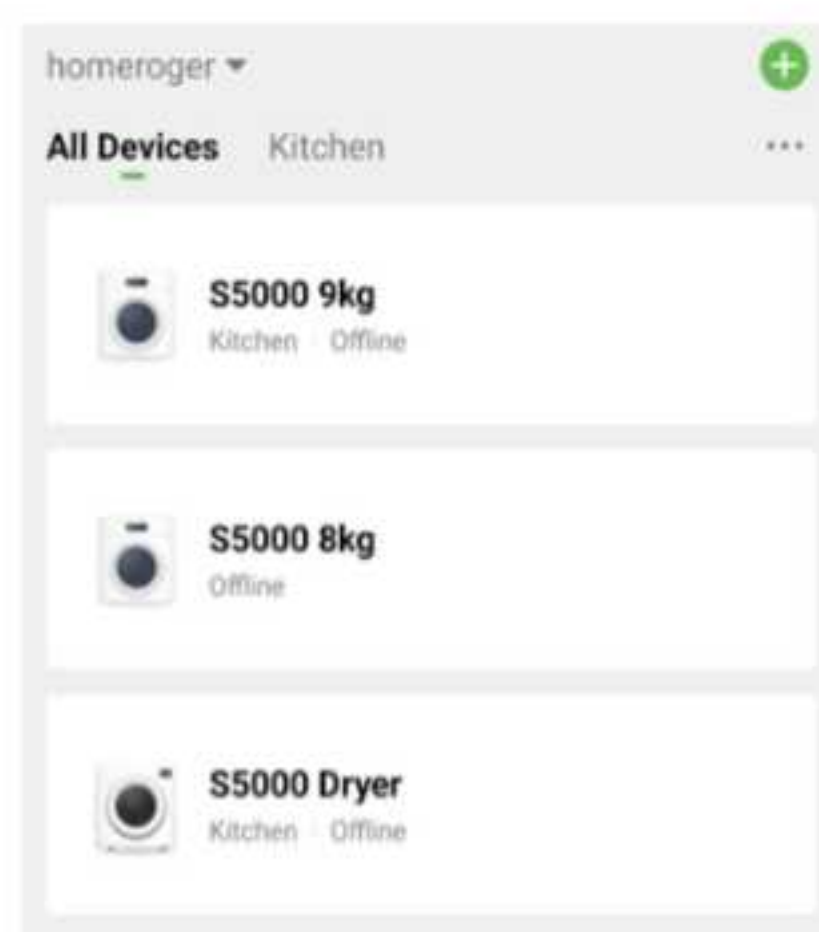 homeroger
All Devices Kitchen
S5000 9kg
Kitchen Offline
S5000 8kg
Offline
S5000 Dryer
Kitchen Offline